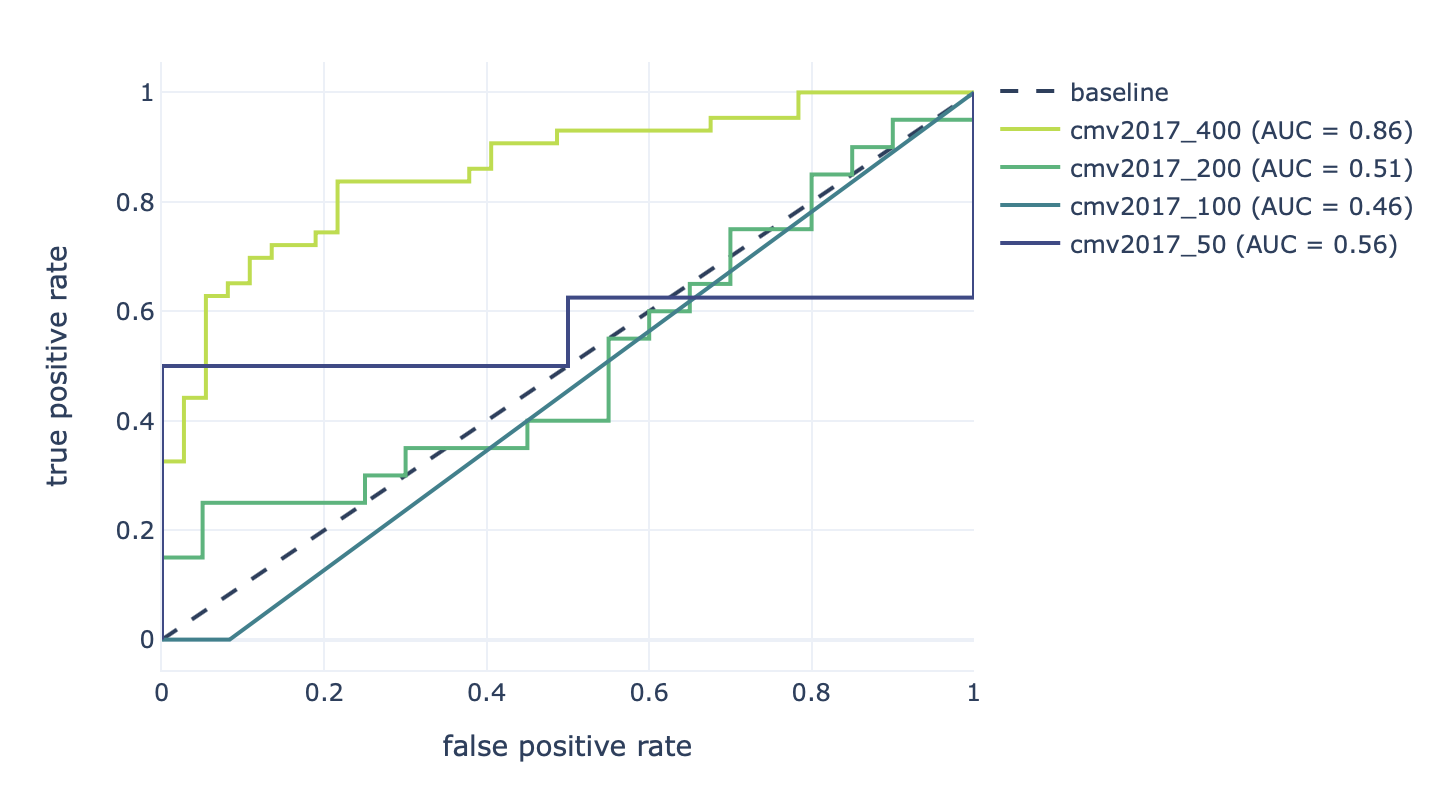 1
0.8
0.6
0.4
0.2
0
true positive rate
0
0.2
0.4
0.6
0.8
1
false positive rate
baseline
cmv2017_400 (AUC = 0.86)
cmv2017_200 (AUC = 0.51)
cmv2017_100 (AUC = 0.46)
cmv2017_50 (AUC = 0.56)